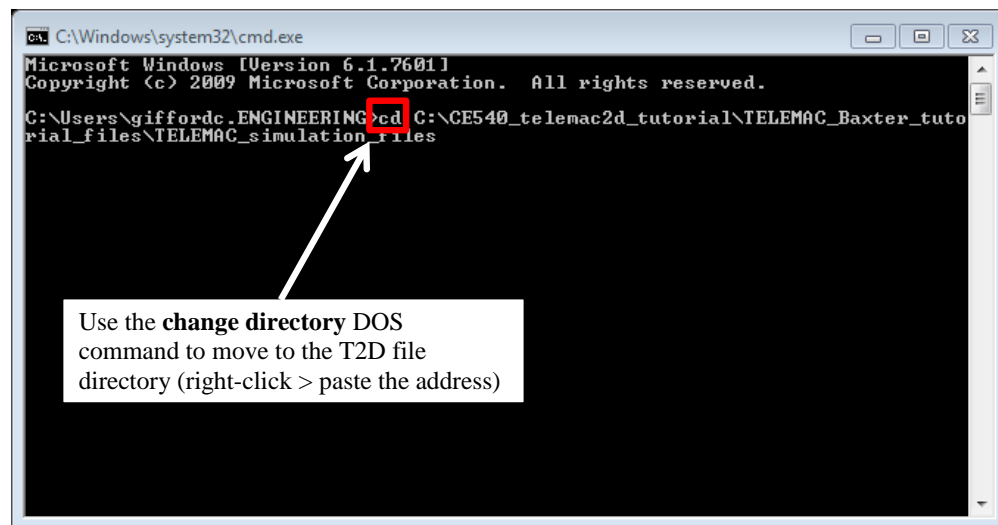 C:\Windows\system32\cmd.exe
Microsoft Windows [Version 6.1.7601]
Copyright (c) 2009 Microsoft Corporation.  All rights reserved.
C:\Users\giffordc.ENGINEERING>cd C:\CE540_telemac2d_tutorial\TELEMAC_Baxter_tuto
rial_files\TELEMAC_simulation_files
Use the change directory DOS
command to move to the T2D file
directory (right-click > paste the address)